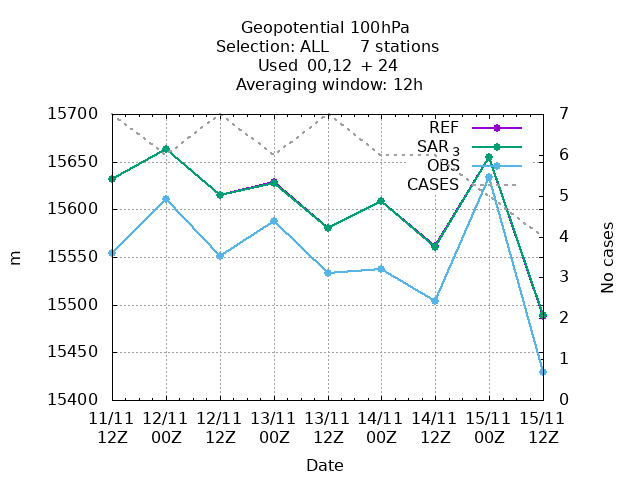 Geopotential 100hPa
Selection: ALL 7 stations
Used 00,12 + 24
Averaging window: 12h
15700
15650
15600
15550
15500
15450
15400
m
7
6
5
4
3
2
1
0
No cases
REF
SAR 3
OBS
CASES
11/11 12/11 12/11 13/11 13/11 14/11 14/11 15/11 15/11
12Z 00Z 12Z 00Z 12Z 00Z 12Z 00Z 12Z
Date